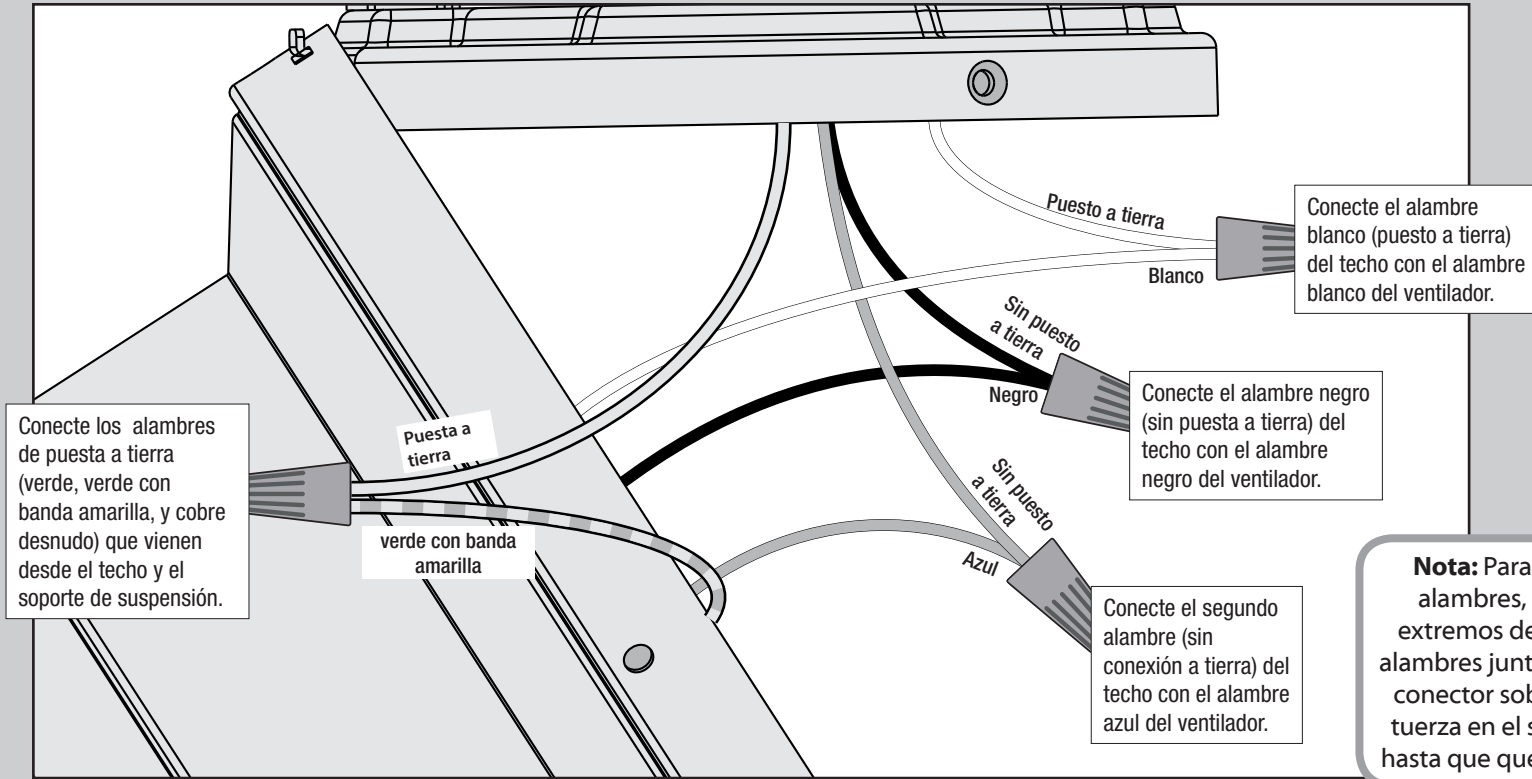 Puesto a tierra
Blanco
Conecte el alambre
blanco (puesto a tierra)
del techo con el alambre
blanco del ventilador.
Sin puesto
a tierra
Negro
Conecte el alambre negro
(sin puesta a tierra) del
techo con el alambre
negro del ventilador.
Conecte los alambres
de puesta a tierra
(verde, verde con
banda amarilla, y cobre
desnudo) que vienen
desde el techo y el
soporte de suspensión.
Puesta a
tierra
verde con banda
amarilla
Sin puesto
a tierra
Azul
Conecte el segundo
alambre (sin
conexión a tierra) del
techo con el alambre
azul del ventilador.
Nota: Para
alambres,
extremos de
alambres junt
conector sob
tuerza en el s
hasta que que